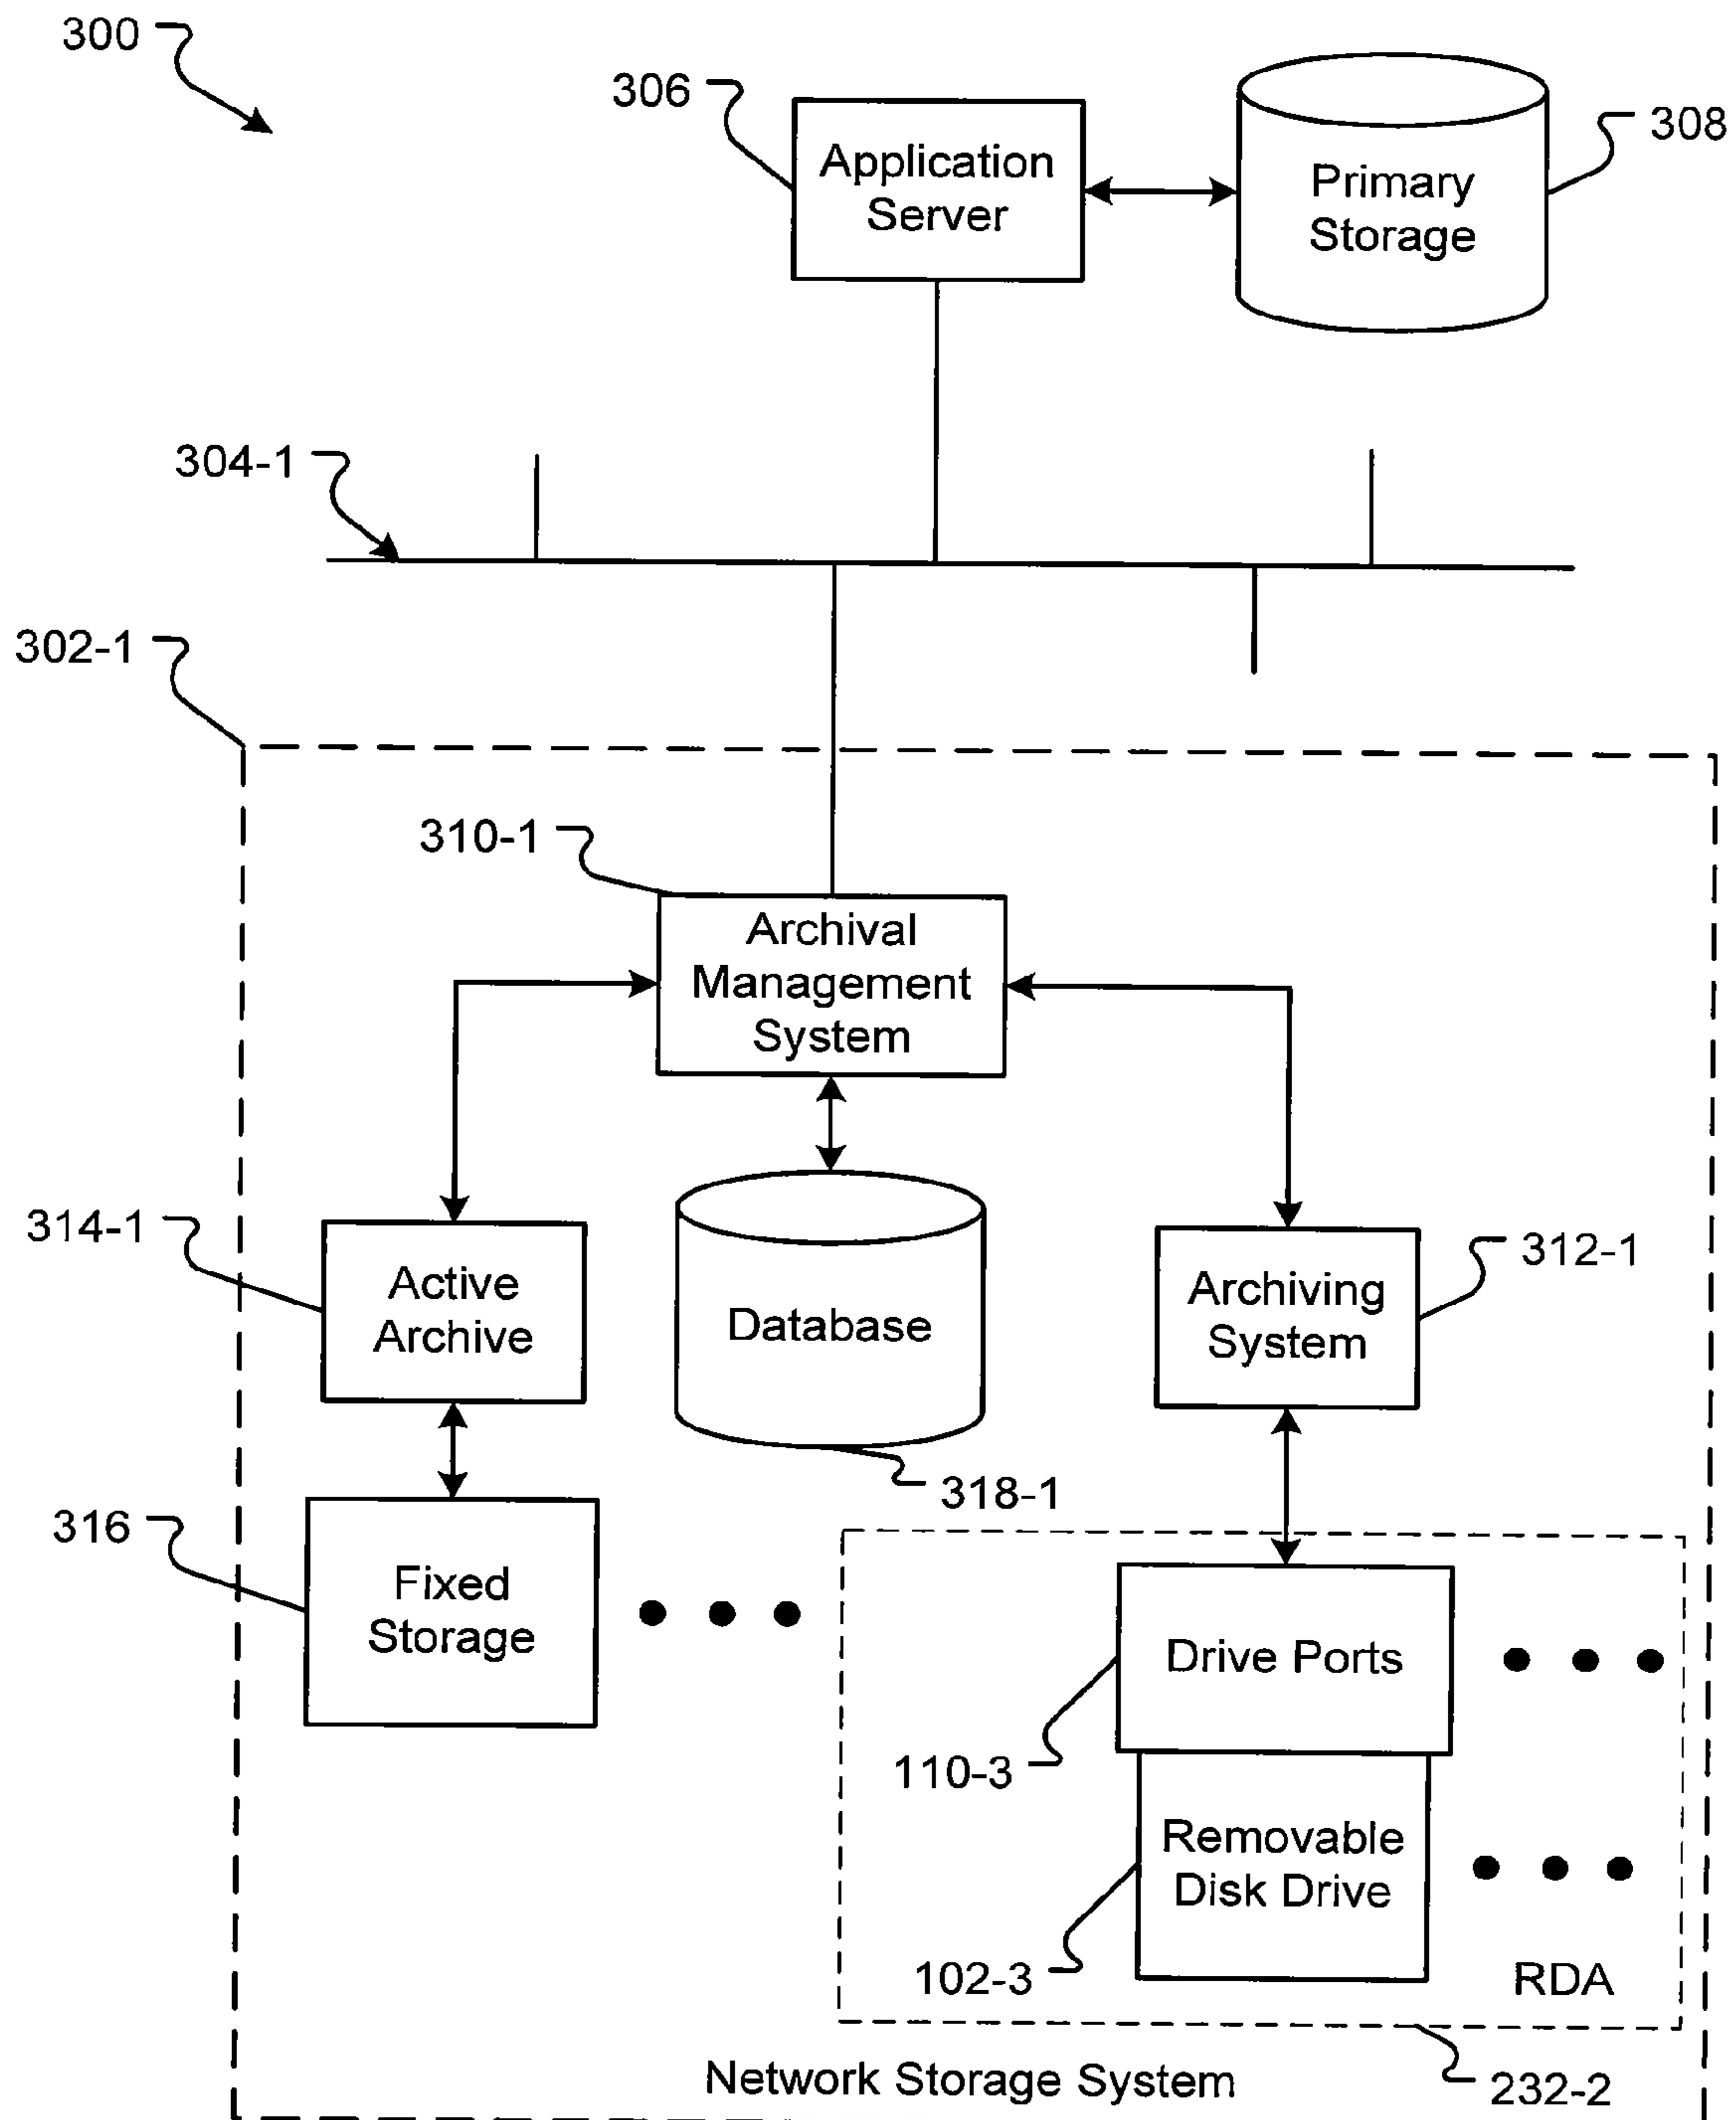 300
306
Application
Server
Primary
Storage
308
304-1
302-1
310-1
Archival
Management
System
314-1
Active
Archive
Database
Archiving
System
312-1
318-1
316
Fixed
Storage
Drive Ports
110-3
Removable
Disk Drive
102-3
RDA
Network Storage System
232-2